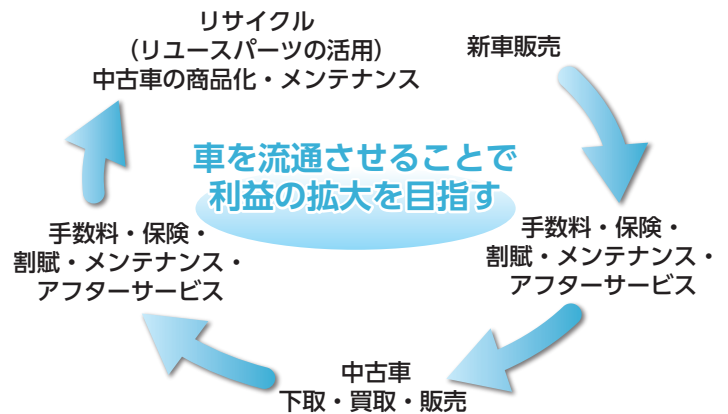 リサイクル
（リユースパーツの活用）
中古車の商品化・メンテナンス
新車販売
車を流通させることで
利益の拡大を目指す
手数料・保険・
割賦・メンテナンス・
アフターサービス
手数料・保険・
割賦・メンテナンス・
アフターサービス
中古車
下取・買取・販売